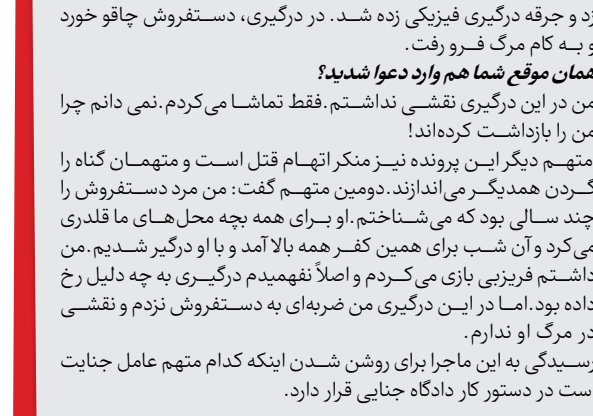 زد و جرقه درگیری فیزیکی زده شد. در درگیری، دستفروش چاقو خورد
و به کام مرگ فرو رفت.
همان موقع شما هم وارد دعوا شدید؟
من در این درگیری نقشی نداشتم.فقط تماشا می‌کردم.نمی دانم چرا
من را بازداشت کرده‌اند!
متهم دیگر این پرونده نیز منکر اتهام قتل است و متهمان گناه را
گردن همدیگر می‌اندازند.دومین متهم گفت: من مرد دستفروش را
چند سالی بود که می‌شناختم.او برای همه بچه محل‌های ما قلدری
می‌کرد و آن شب برای همین کفر همه بالا آمد و با او درگیر شدیم.من
داشتم فریزبی بازی می‌کردم و اصلاً نفهمیدم درگیری به چه دلیل رخ
داده بود.اما در این درگیری من ضربه‌ای به دستفروش نزدم و نقشی
در مرگ او ندارم.
رسیدگی به این ماجرا برای روشن شدن اینکه کدام متهم عامل جنایت
است در دستور کار دادگاه جنایی قرار دارد.